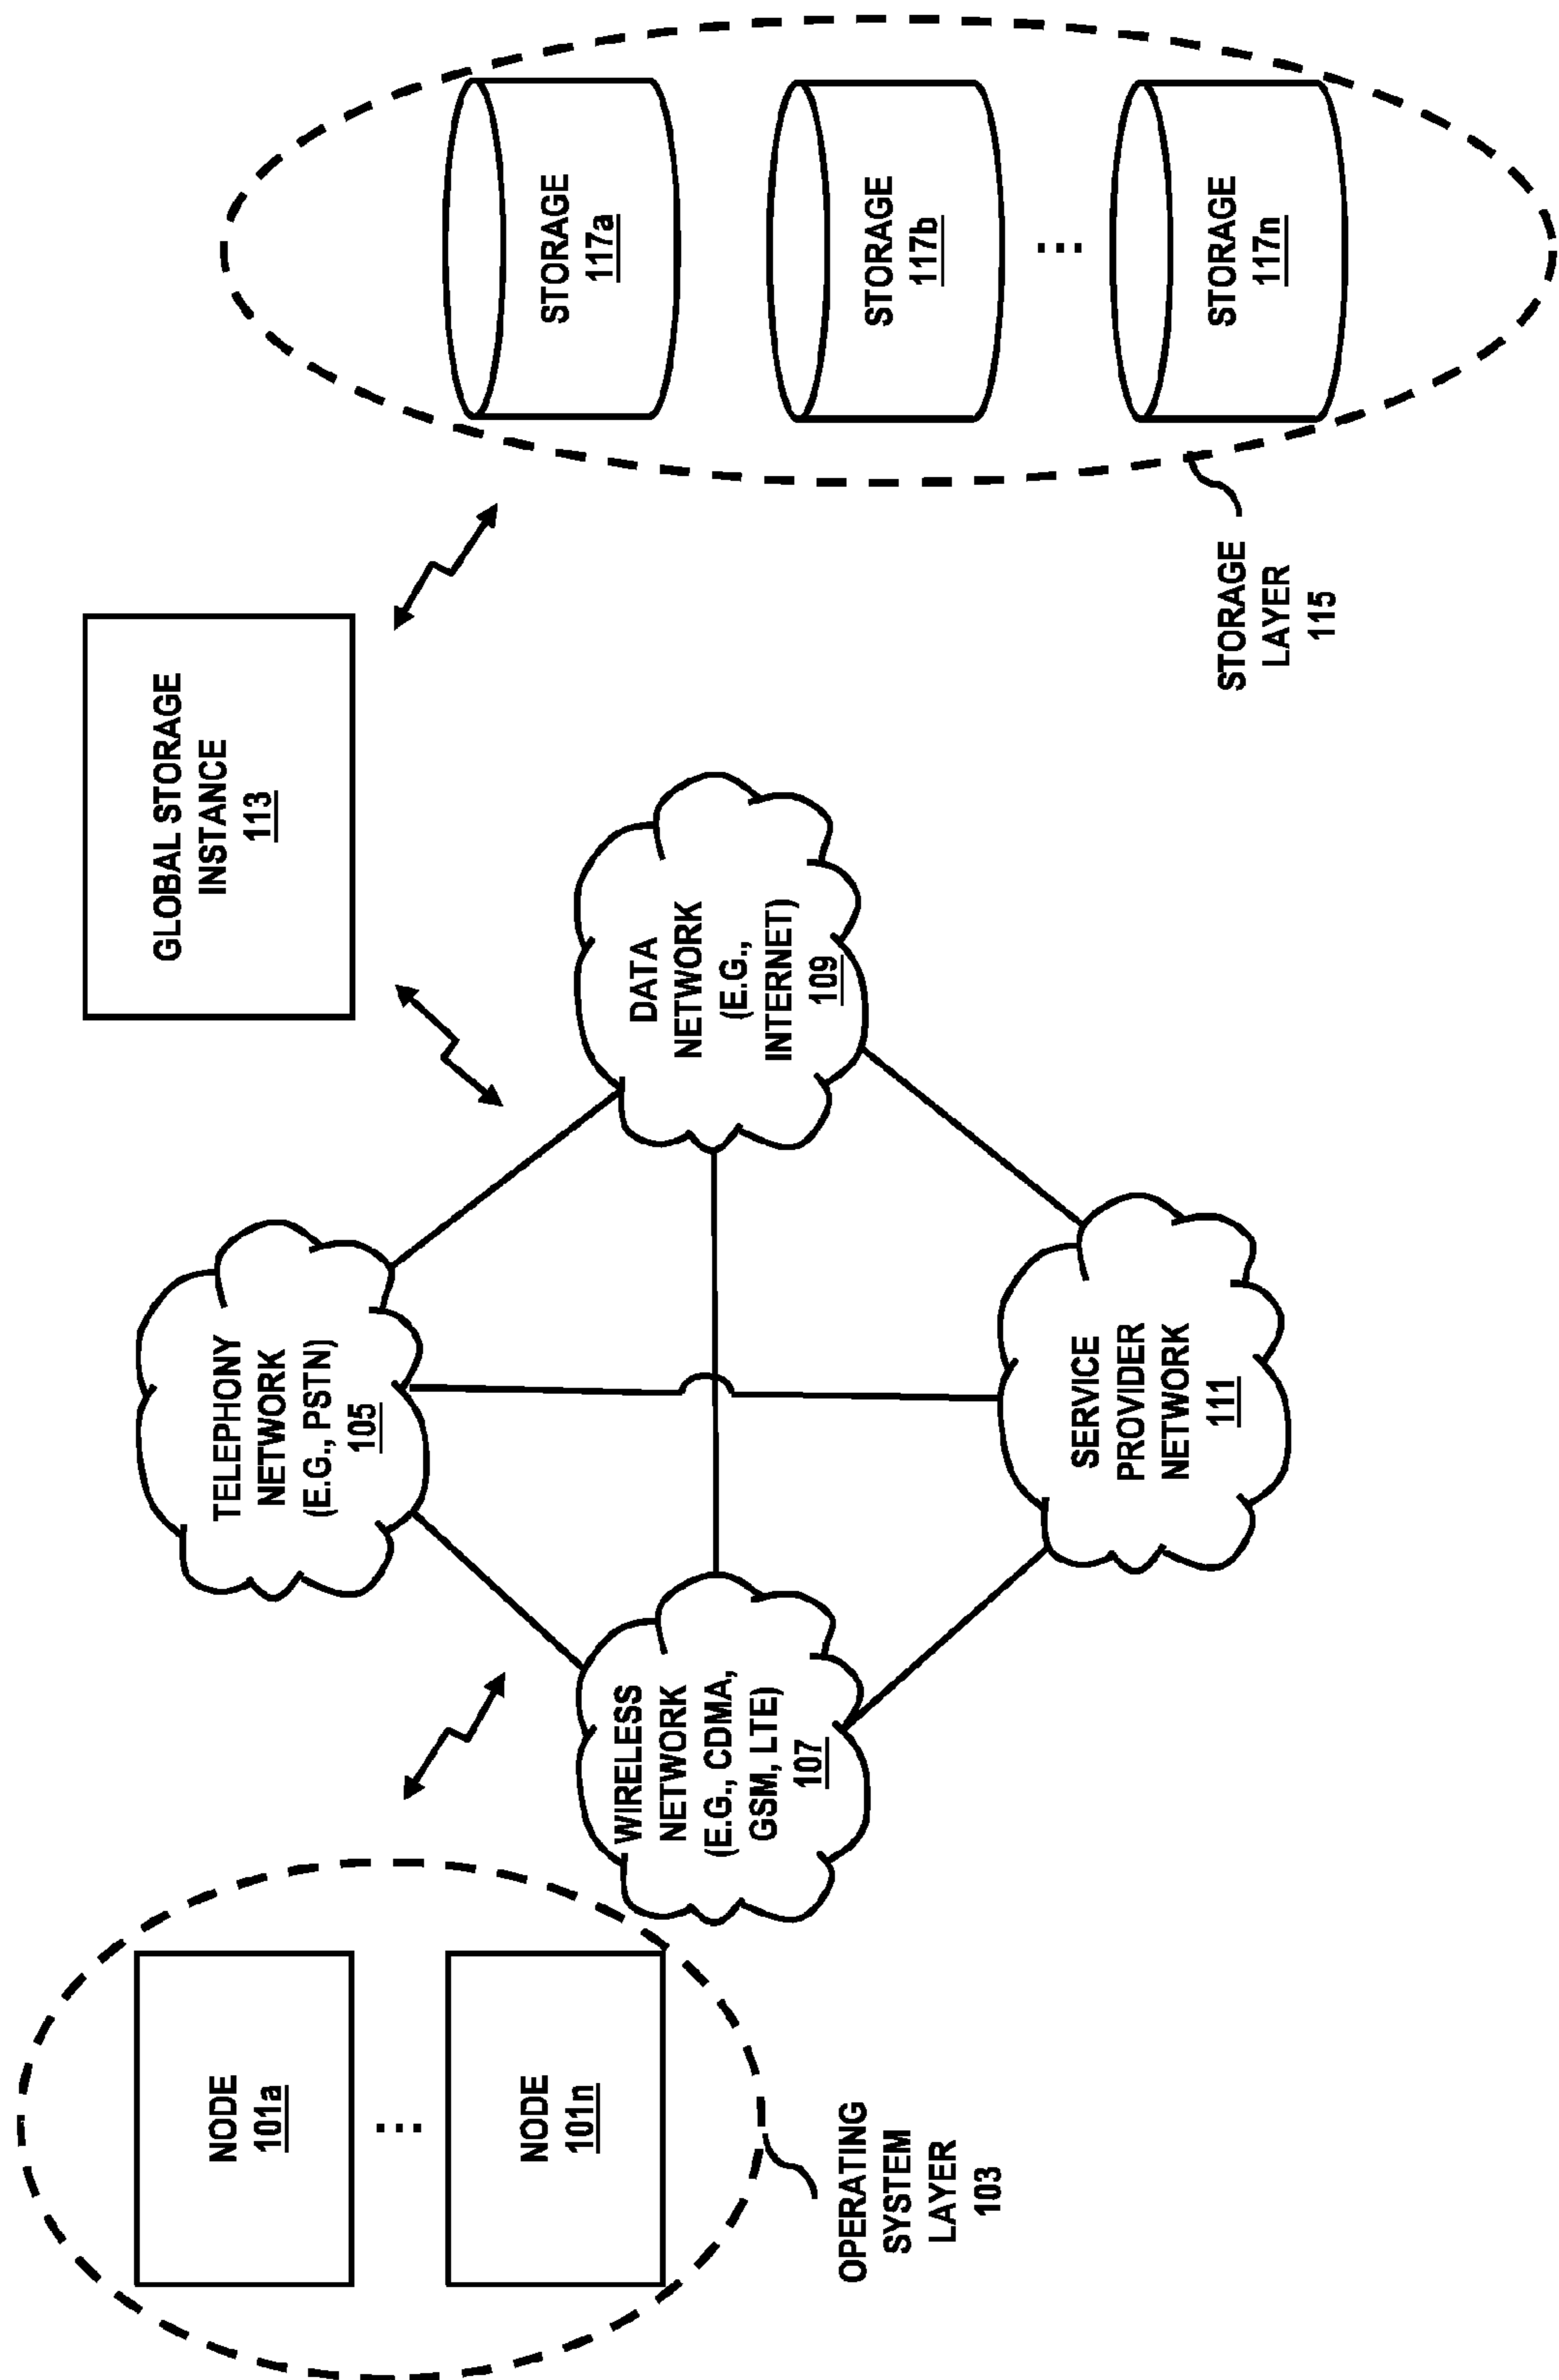 NODE
101a
...
NODE
101n
OPERATING
SYSTEM
LAYER
103
TELEPHONY
NETWORK
(E.G., PSTN)
105
WIRELESS
NETWORK
(E.G., CDMA,
GSM, LTE)
107
DATA
NETWORK
(E.G.,
INTERNET)
109
SERVICE
PROVIDER
NETWORK
111
GLOBAL STORAGE
INSTANCE
113
STORAGE
117a
STORAGE
117b
...
STORAGE
117n
STORAGE
LAYER
115